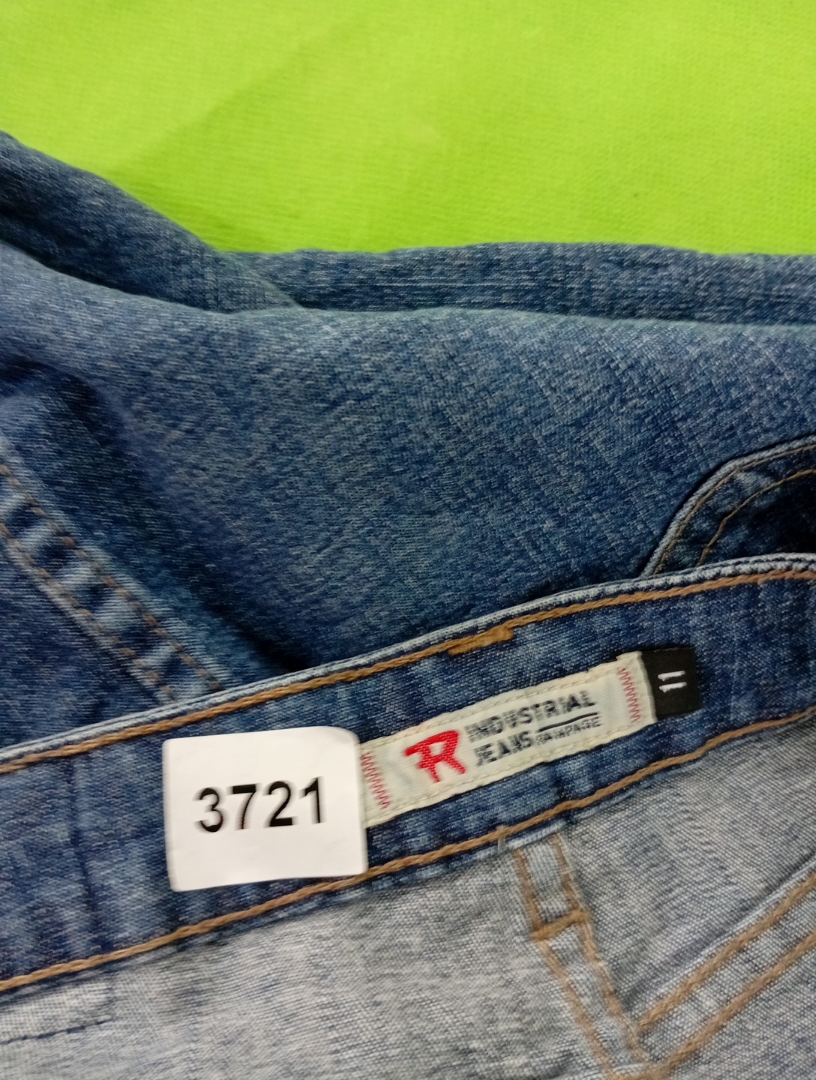 3721
R INDUSTRIAL
JEANS RAMPAGE
11